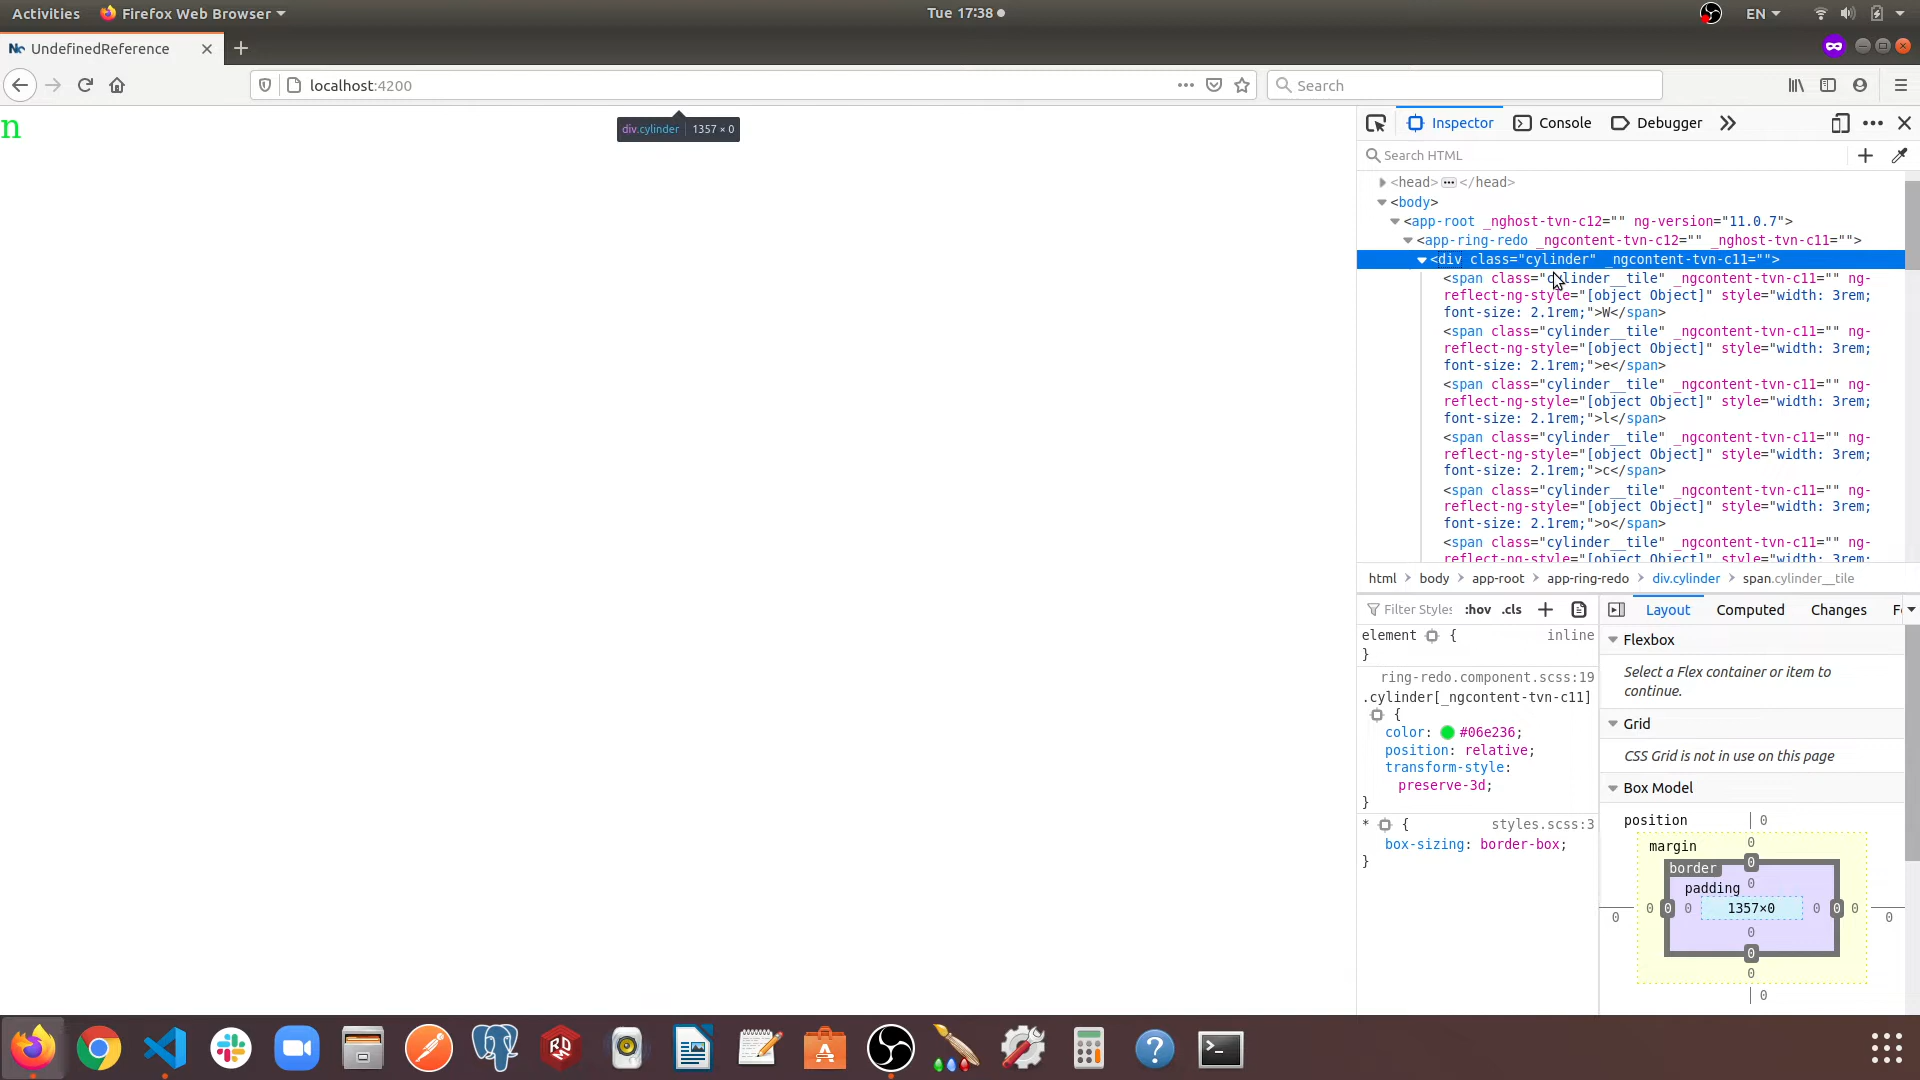 Activities Firefox Web Browser Tue 17:38 EN
UndefinedReference
localhost:4200 Search
n
div.cylinder 1357 × 0
Inspector Console Debugger
Search HTML
<head> </head>
<body>
<app-root _nghost-tvn-c12="" ng-version="11.0.7">
<app-ring-redo _ngcontent-tvn-c12="" _nghost-tvn-c11="">
<div class="cylinder" _ngcontent-tvn-c11="">
<span class="cylinder__tile" _ngcontent-tvn-c11="" ng-
reflect-ng-style="[object Object]" style="width: 3rem;
font-size: 2.1rem;">W</span>
<span class="cylinder__tile" _ngcontent-tvn-c11="" ng-
reflect-ng-style="[object Object]" style="width: 3rem;
font-size: 2.1rem;">e</span>
<span class="cylinder__tile" _ngcontent-tvn-c11="" ng-
reflect-ng-style="[object Object]" style="width: 3rem;
font-size: 2.1rem;">l</span>
<span class="cylinder__tile" _ngcontent-tvn-c11="" ng-
reflect-ng-style="[object Object]" style="width: 3rem;
font-size: 2.1rem;">c</span>
<span class="cylinder__tile" _ngcontent-tvn-c11="" ng-
reflect-ng-style="[object Object]" style="width: 3rem;
font-size: 2.1rem;">o</span>
<span class="cylinder__tile" _ngcontent-tvn-c11="" ng-
reflect-ng-style="[object Object]" style="width: 3rem;
html body app-root app-ring-redo div.cylinder span.cylinder__tile
Filter Styles :hov .cls
element { inline
}
ring-redo.component.scss:19
.cylinder[_ngcontent-tvn-c11]
{
color: #06e236;
position: relative;
transform-style:
preserve-3d;
}
* { styles.scss:3
box-sizing: border-box;
}
Layout Computed Changes F
Flexbox
Select a Flex container or item to
continue.
Grid
CSS Grid is not in use on this page
Box Model
position 0
margin 0
border 0
padding 0
0 0 0 0 1357×0 0 0 0 0
0
0
0
0